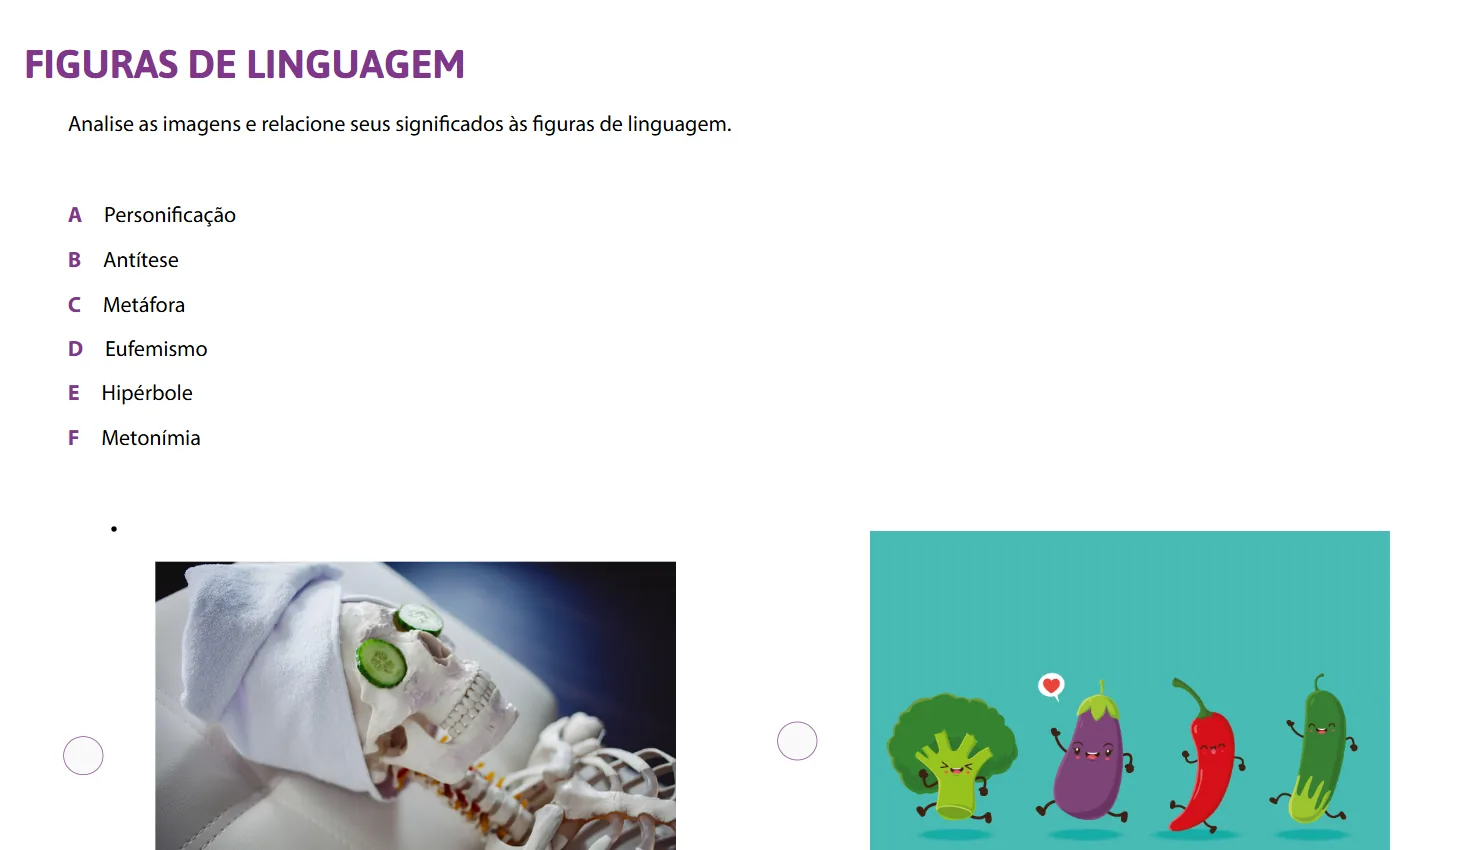 FIGURAS DE LINGUAGEM
Analise as imagens e relacione seus significados às figuras de linguagem.
A Personificação
B Antítese
C Metáfora
D Eufemismo
E Hipérbole
F Metonímia